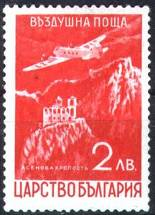 ВЪЗДУШНА ПОЩА
АСЕНОВА КРЕПОСТЬ
2 ЛВ.
ЦАРСТВО БЪЛГАРИЯ